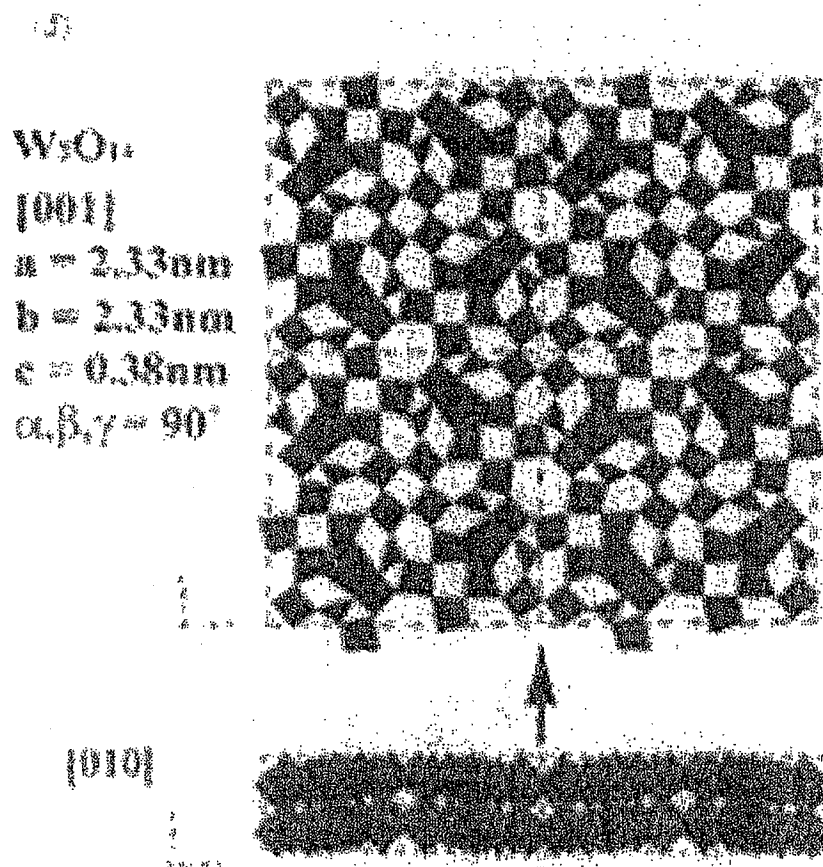 W₅O₁₄
[001]
a = 2.33nm
b = 2.33nm
c = 0.38nm
α,β,γ = 90°
[010]